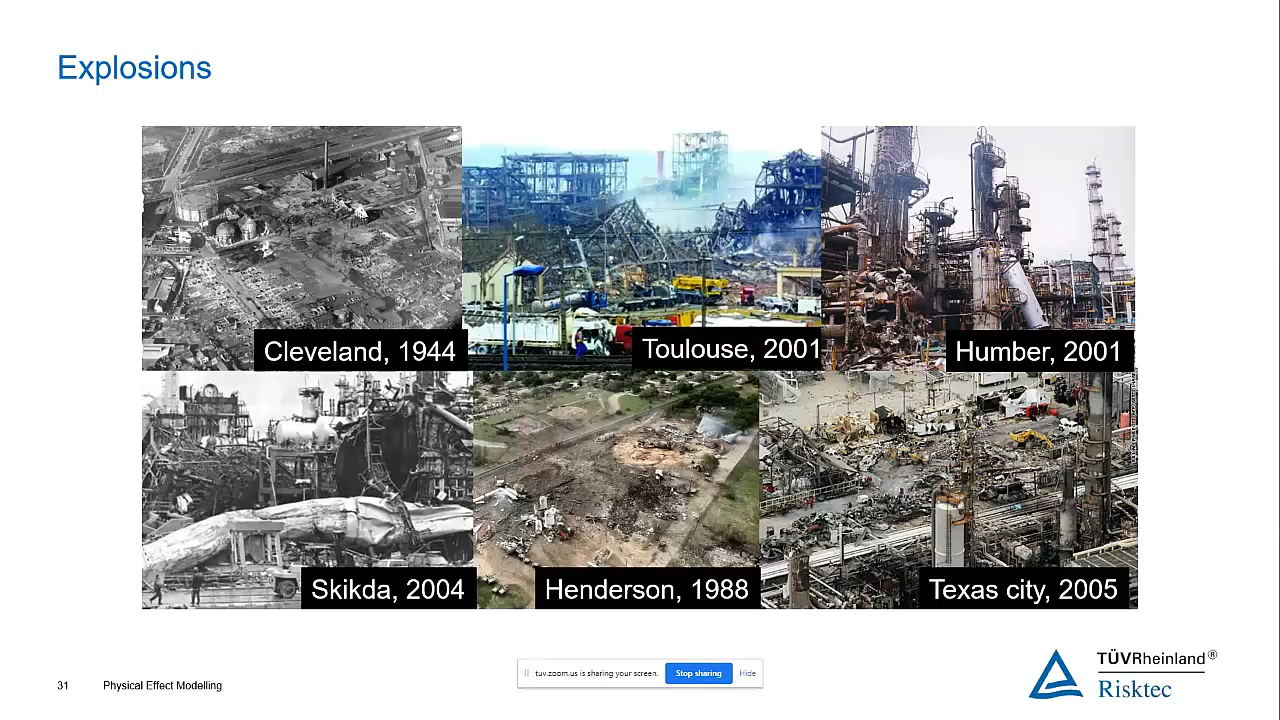 Explosions
Cleveland, 1944
Toulouse, 2001
Humber, 2001
Skikda, 2004
Henderson, 1988
Texas city, 2005
31 Physical Effect Modelling
tuv.zoom.us is sharing your screen. Stop sharing Hide
TÜVRheinland®
Risktec